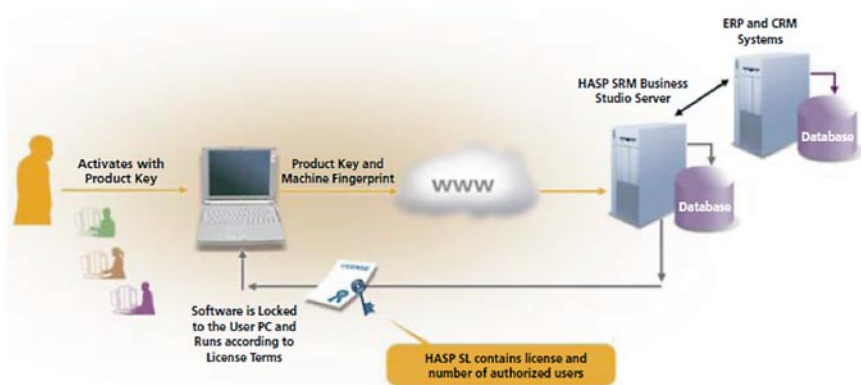 ERP and CRM
Systems
HASP SRM Business
Studio Server
Database
Activates with
Product Key
Product Key and
Machine Fingerprint
WWW
Database
LICENSE
Software is Locked
to the User PC and
Runs according to
License Terms
HASP SL contains license and
number of authorized users